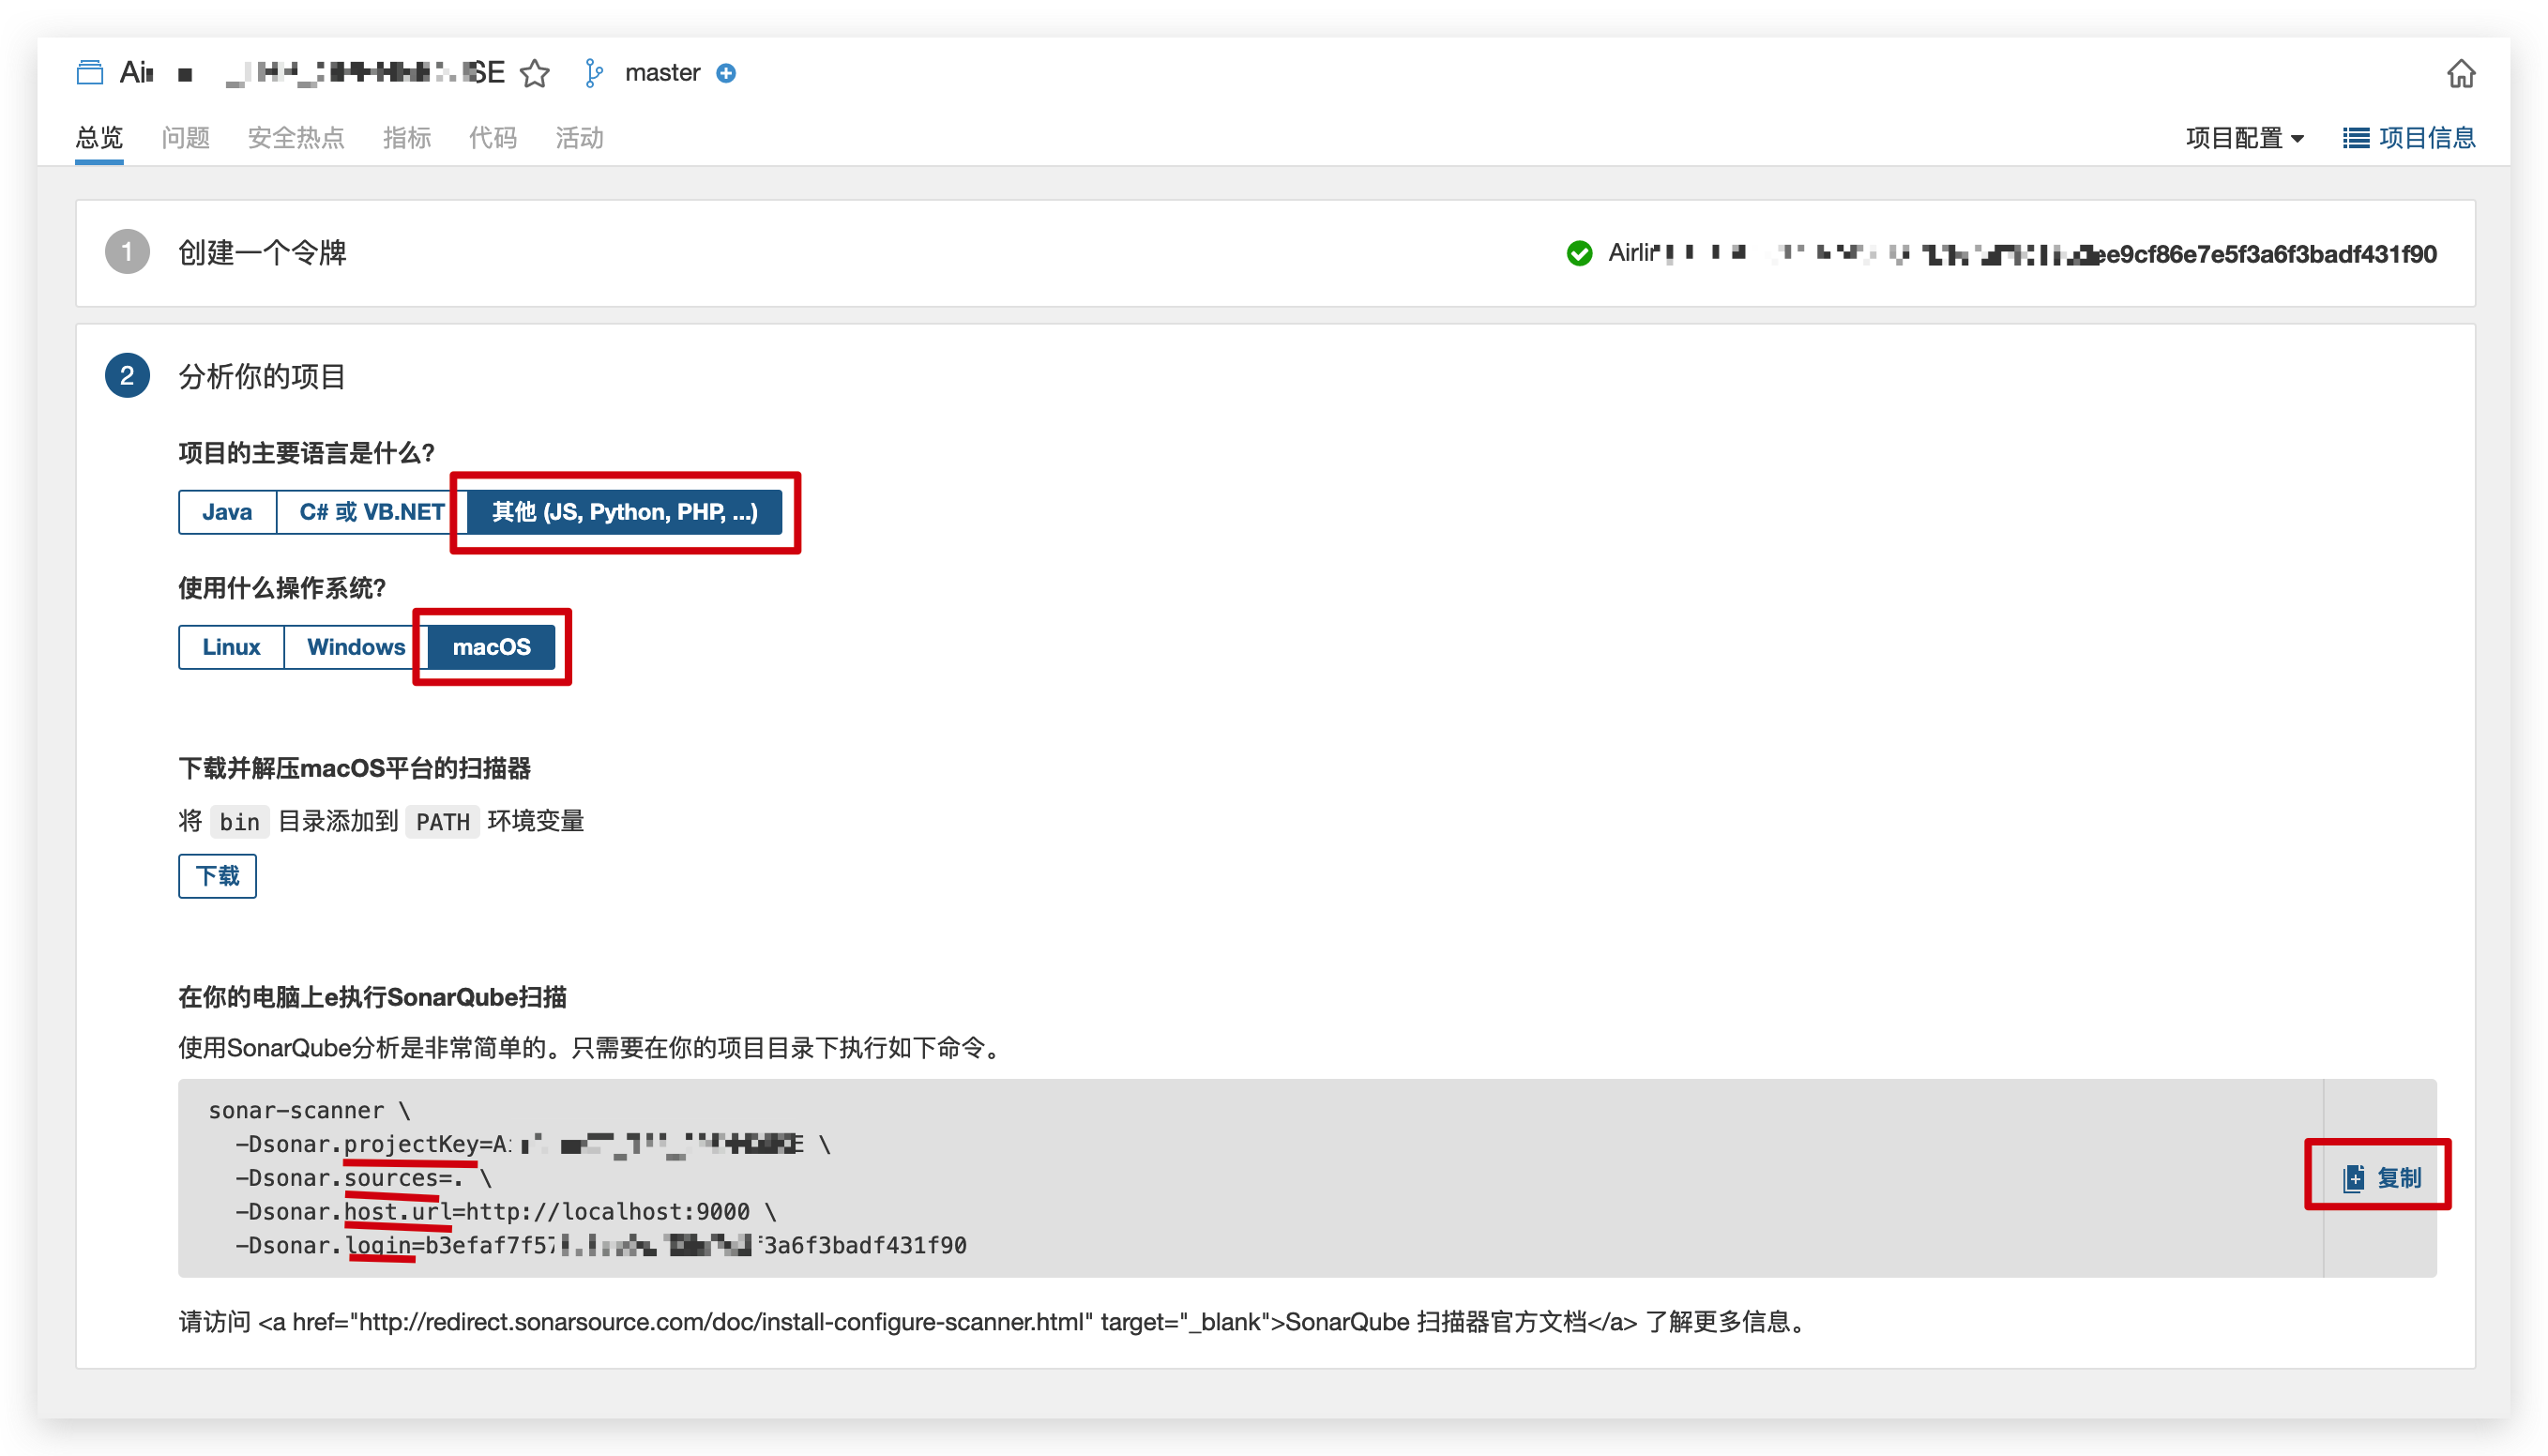 master
总览 问题 安全热点 指标 代码 活动 项目配置 项目信息
1 创建一个令牌 ee9cf86e7e5f3a6f3badf431f90
2 分析你的项目
项目的主要语言是什么?
Java C# 或 VB.NET 其他 (JS, Python, PHP, ...)
使用什么操作系统?
Linux Windows macOS
下载并解压macOS平台的扫描器
将 bin 目录添加到 PATH 环境变量
下载
在你的电脑上e执行SonarQube扫描
使用SonarQube分析是非常简单的。只需要在你的项目目录下执行如下命令。
sonar-scanner \
-Dsonar.projectKey=A E \
-Dsonar.sources=. \
复制
-Dsonar.host.url=http://localhost:9000 \
-Dsonar.login=b3efaf7f57 3a6f3badf431f90
请访问 <a href="http://redirect.sonarsource.com/doc/install-configure-scanner.html" target="_blank">SonarQube 扫描器官方文档</a> 了解更多信息。